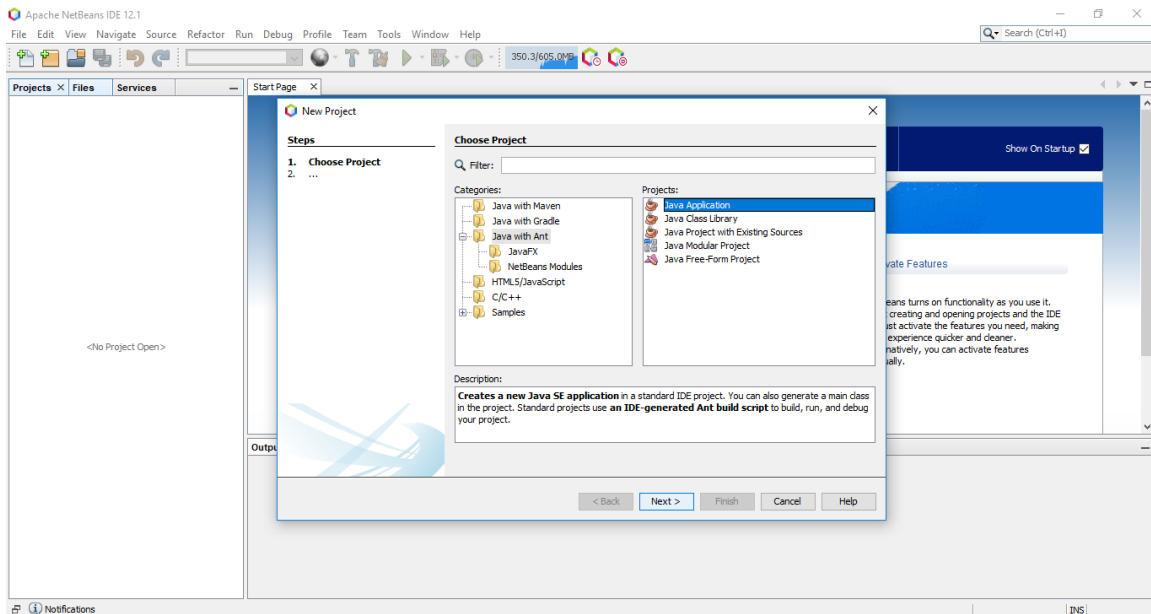 Apache NetBeans IDE 12.1
File Edit View Navigate Source Refactor Run Debug Profile Team Tools Window Help
Search (Ctrl+I)
350.3/605.0MB
Projects Files Services
Start Page
New Project
Steps
1. Choose Project
2. ...
Choose Project
Filter:
Categories:
Java with Maven
Java with Gradle
Java with Ant
JavaFX
NetBeans Modules
HTML5/JavaScript
C/C++
Samples
Projects:
Java Application
Java Class Library
Java Project with Existing Sources
Java Modular Project
Java Free-Form Project
Description:
Creates a new Java SE application in a standard IDE project. You can also generate a main class
in the project. Standard projects use an IDE-generated Ant build script to build, run, and debug
your project.
< Back Next > Finish Cancel Help
<No Project Open>
Show On Startup
vate Features
eans turns on functionality as you use it.
creating and opening projects and the IDE
ust activate the features you need, making
experience quicker and cleaner.
natively, you can activate features
ally.
Outpu
Notifications
INS